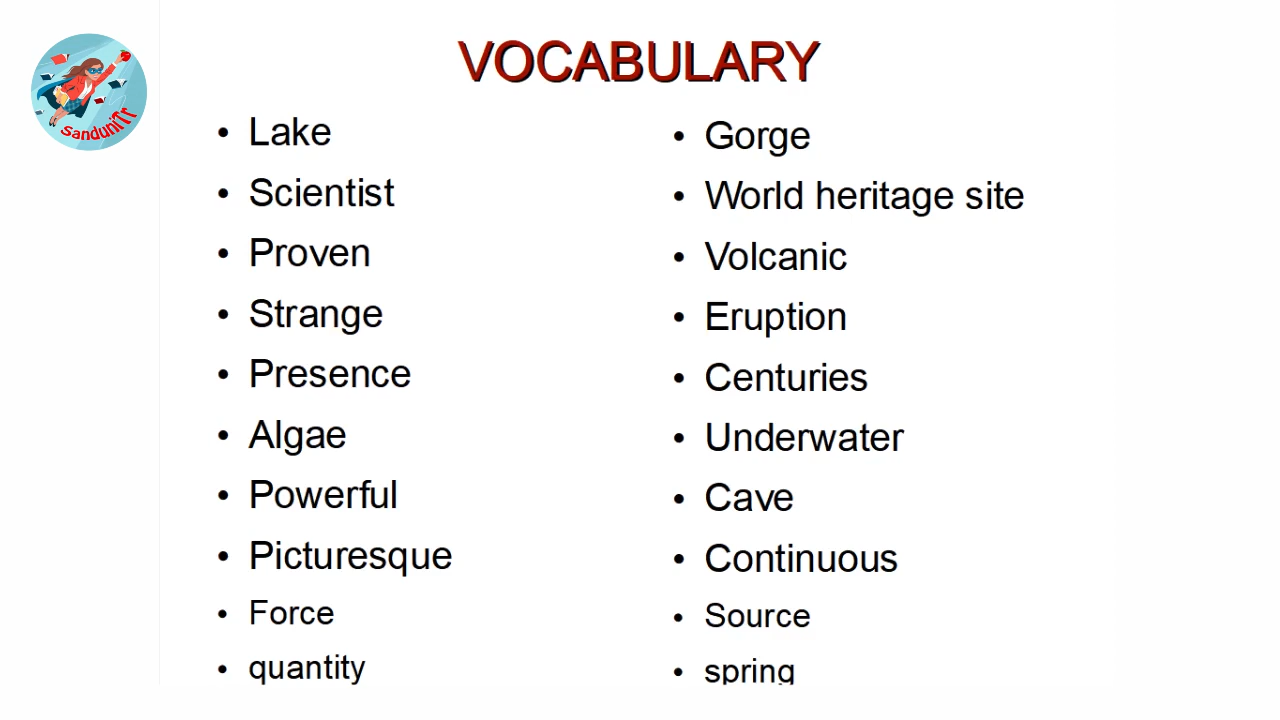 SanduniTr
VOCABULARY
• Lake
• Scientist
• Proven
• Strange
• Presence
• Algae
• Powerful
• Picturesque
• Force
• quantity
• Gorge
• World heritage site
• Volcanic
• Eruption
• Centuries
• Underwater
• Cave
• Continuous
• Source
• spring